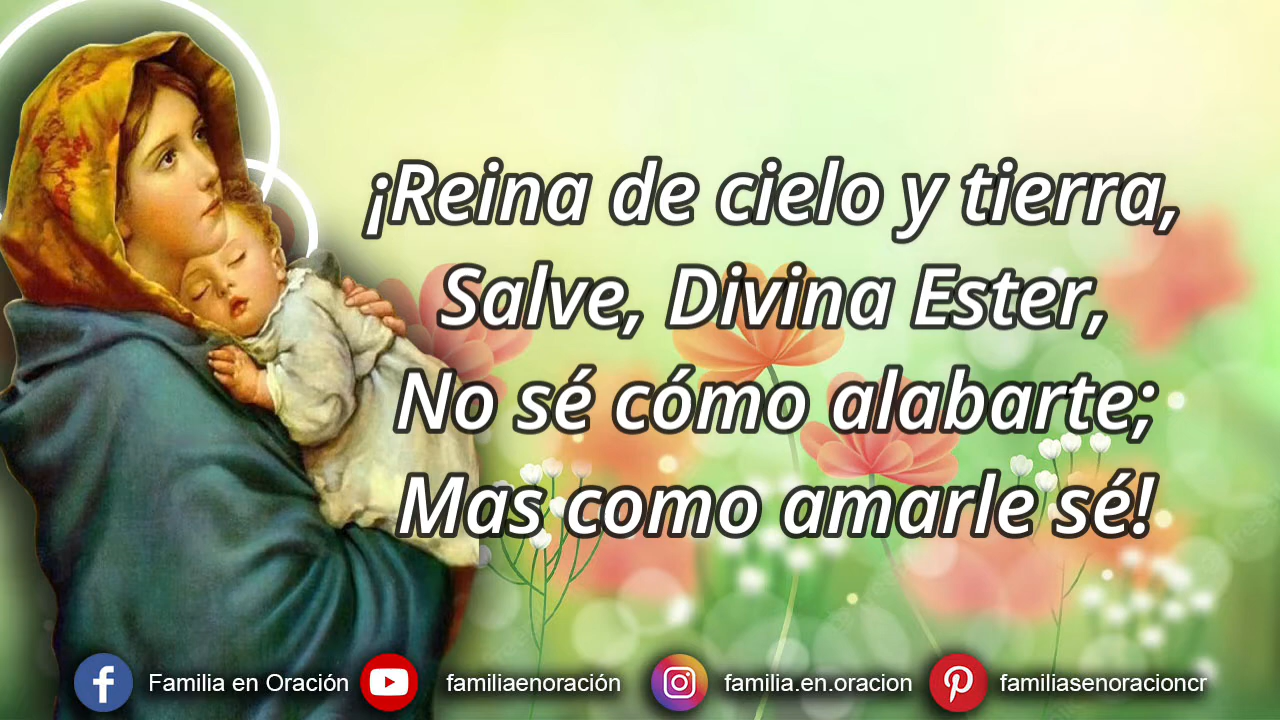 ¡Reina de cielo y tierra,
Salve, Divina Ester,
No sé cómo alabarte;
Mas como amarle sé!
Familia en Oración
familiaenoración
familia.en.oracion
familiasenoracioncr